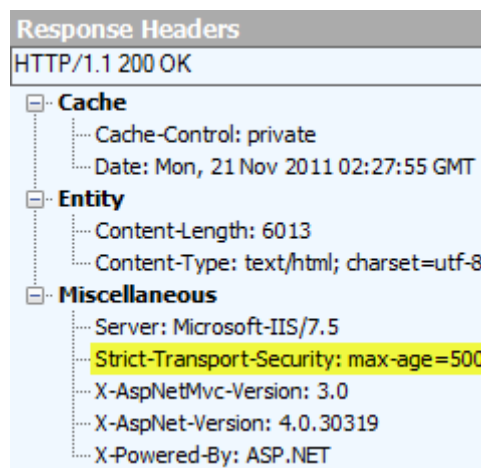 Response Headers
HTTP/1.1 200 OK
Cache
Cache-Control: private
Date: Mon, 21 Nov 2011 02:27:55 GMT
Entity
Content-Length: 6013
Content-Type: text/html; charset=utf-8
Miscellaneous
Server: Microsoft-IIS/7.5
Strict-Transport-Security: max-age=500
X-AspNetMvc-Version: 3.0
X-AspNet-Version: 4.0.30319
X-Powered-By: ASP.NET